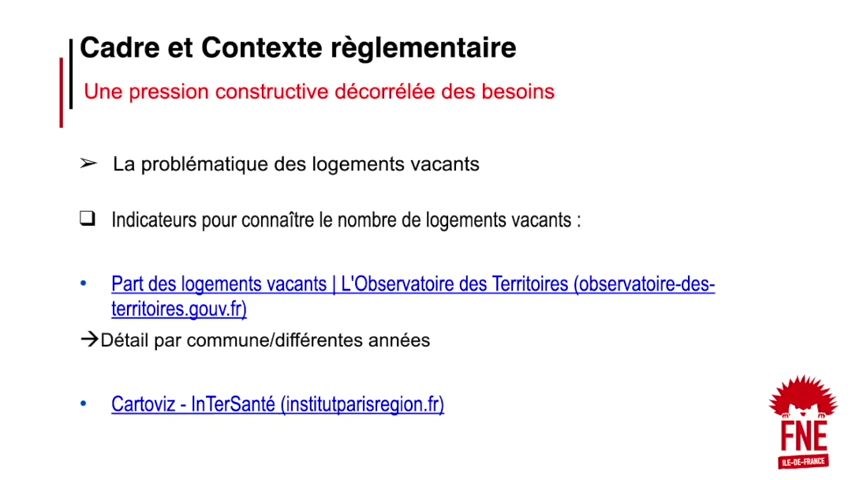 Cadre et Contexte règlementaire
Une pression constructive décorrélée des besoins
➢ La problématique des logements vacants
❑ Indicateurs pour connaître le nombre de logements vacants :
• Part des logements vacants | L'Observatoire des Territoires (observatoire-des-
territoires.gouv.fr)
→Détail par commune/différentes années
• Cartoviz - InTerSanté (institutparisregion.fr)
FNE
ILE-DE-FRANCE